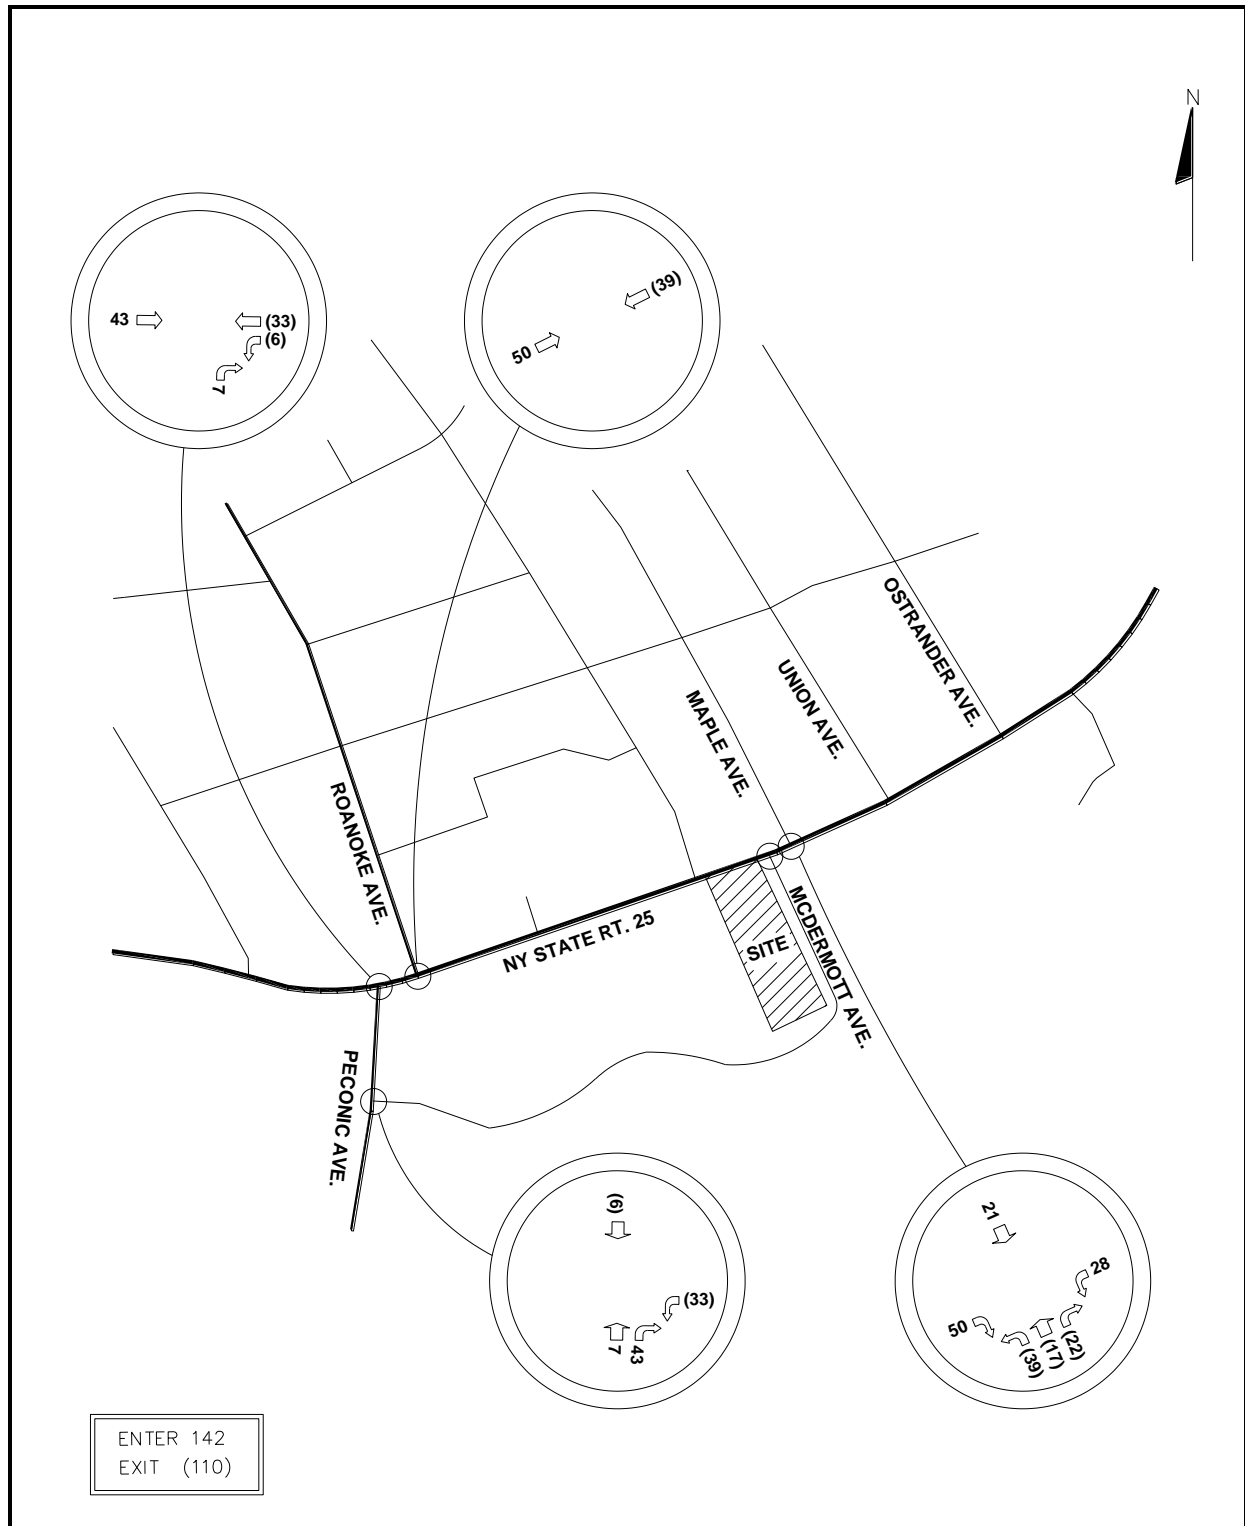 N
43
(33)
(6)
7
(39)
50
OSTRANDER AVE.
UNION AVE.
MAPLE AVE.
ROANOKE AVE.
NY STATE RT. 25
SITE
MCDERMOTT AVE.
PECONIC AVE.
(6)
(33)
7
43
21
28
50
(39)
(17)
(22)
ENTER 142
EXIT (110)